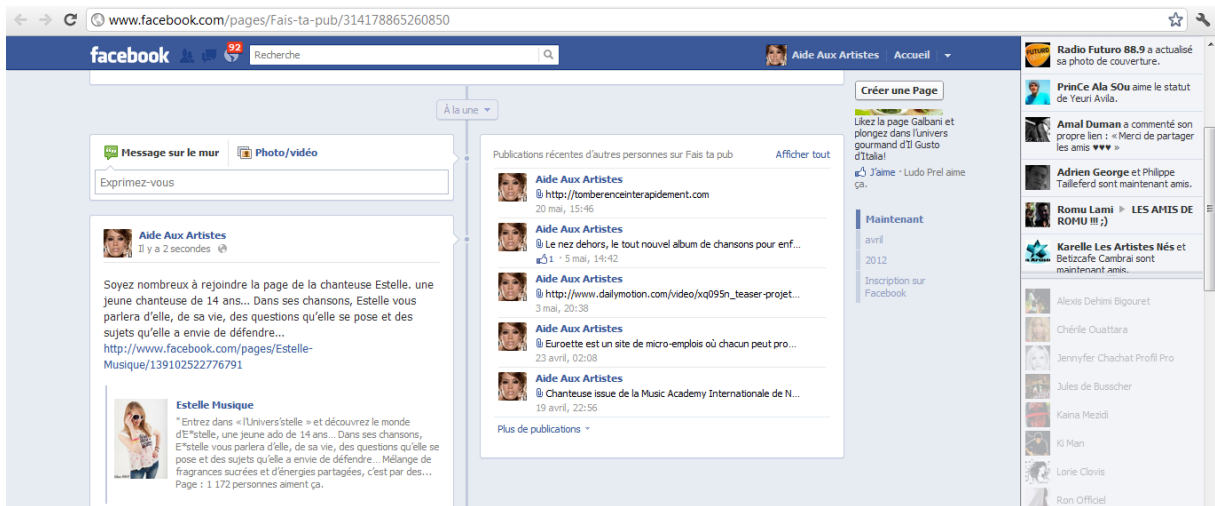 www.facebook.com/pages/Fais-ta-pub/314178865260850
facebook
92
Recherche
Aide Aux Artistes
Accueil
À la une
Message sur le mur
Photo/vidéo
Exprimez-vous
Aide Aux Artistes
Il y a 2 secondes
Soyez nombreux à rejoindre la page de la chanteuse Estelle. une
jeune chanteuse de 14 ans... Dans ses chansons, Estelle vous
parlera d'elle, de sa vie, des questions qu'elle se pose et des
sujets qu'elle a envie de défendre...
http://www.facebook.com/pages/Estelle-
Musique/139102522776791
Estelle Musique
"Entrez dans « l'Univers'stelle » et découvrez le monde
d'E*stelle, une jeune ado de 14 ans... Dans ses chansons,
E*stelle vous parlera d'elle, de sa vie, des questions qu'elle se
pose et des sujets qu'elle a envie de défendre... Mélange de
fragrances sucrées et d'énergies partagées, c'est par des...
Page : 1 172 personnes aiment ça.
Publications récentes d'autres personnes sur Fais ta pub
Afficher tout
Aide Aux Artistes
http://tomberenceinterapidement.com
20 mai, 15:46
Aide Aux Artistes
Le nez dehors, le tout nouvel album de chansons pour enf...
1 · 5 mai, 14:42
Aide Aux Artistes
http://www.dailymotion.com/video/xq095n_teaser-projet...
3 mai, 20:38
Aide Aux Artistes
Euroette est un site de micro-emplois où chacun peut pro...
23 avril, 02:08
Aide Aux Artistes
Chanteuse issue de la Music Academy Internationale de N...
19 avril, 22:56
Plus de publications
Créer une Page
Likez la page Galbani et
plongez dans l'univers
gourmand d'Il Gusto
d'Italia!
J'aime · Ludo Prel aime
ça.
Maintenant
avril
2012
Inscription sur
Facebook
Radio Futuro 88.9 a actualisé
sa photo de couverture.
PrinCe Ala SOu aime le statut
de Yeuri Avila.
Amal Duman a commenté son
propre lien : «Merci de partager
les amis ♥♥♥ »
Adrien George et Philippe
Tailleferd sont maintenant amis.
Romu Lami ▶ LES AMIS DE
ROMU !!! ;)
Karelle Les Artistes Nés et
Betizcafe Cambrai sont
maintenant amis.
Alexis Dehimi Bigouret
Chérile Ouattara
Jennyfer Chachat Profil Pro
Jules de Busscher
Kaina Mezidi
Ki Man
Lorie Clovis
Ron Officiel